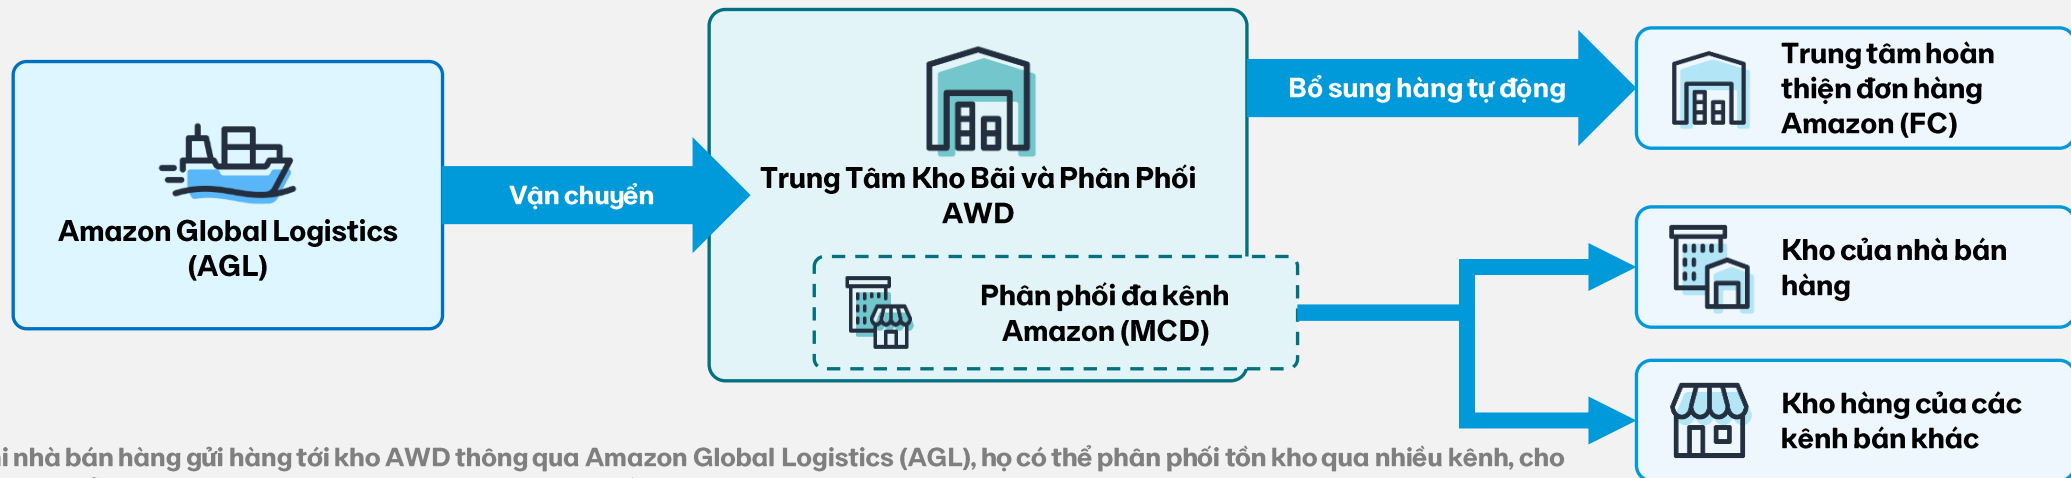 Amazon Global Logistics
(AGL)
Vận chuyển
Trung Tâm Kho Bãi và Phân Phối
AWD
Phân phối đa kênh
Amazon (MCD)
Bổ sung hàng tự động
Trung tâm hoàn
thiện đơn hàng
Amazon (FC)
Kho của nhà bán
hàng
Kho hàng của các
kênh bán khác
nhà bán hàng gửi hàng tới kho AWD thông qua Amazon Global Logistics (AGL), họ có thể phân phối tồn kho qua nhiều kênh, cho